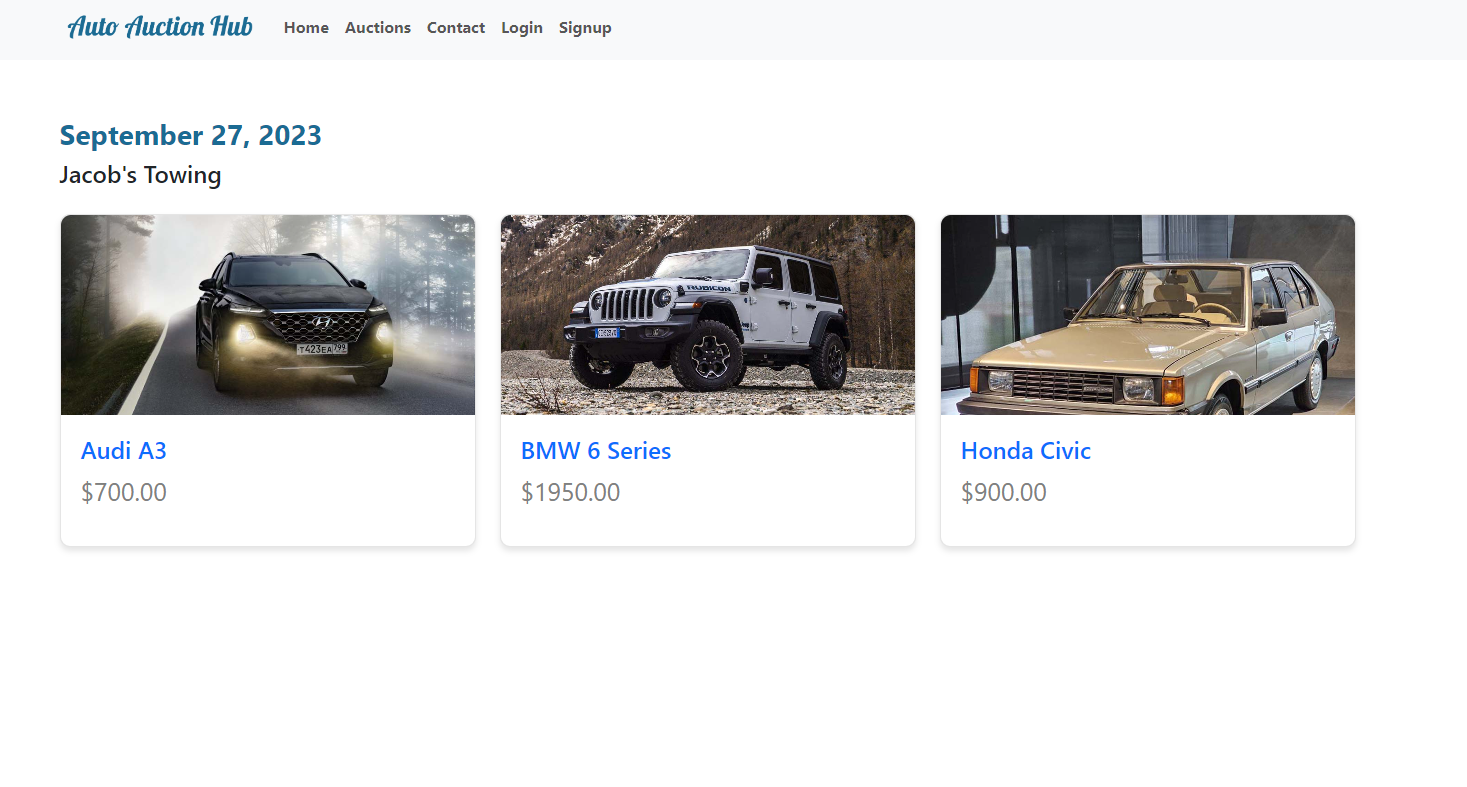 Auto Auction Hub Home Auctions Contact Login Signup
September 27, 2023
Jacob's Towing
T423EA 799
RUBICON
Audi A3
BMW 6 Series
Honda Civic
$700.00
$1950.00
$900.00